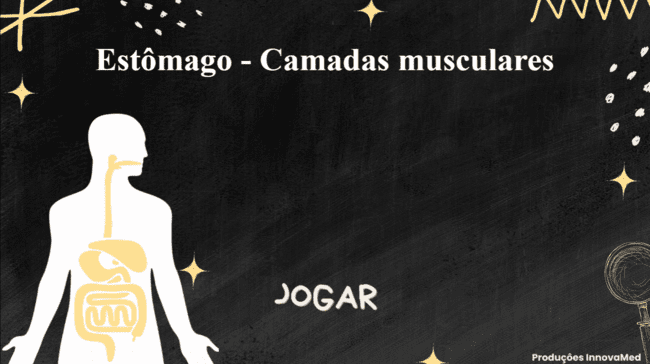 Estômago - Camadas musculares
JOGAR
Produções InnovaMed